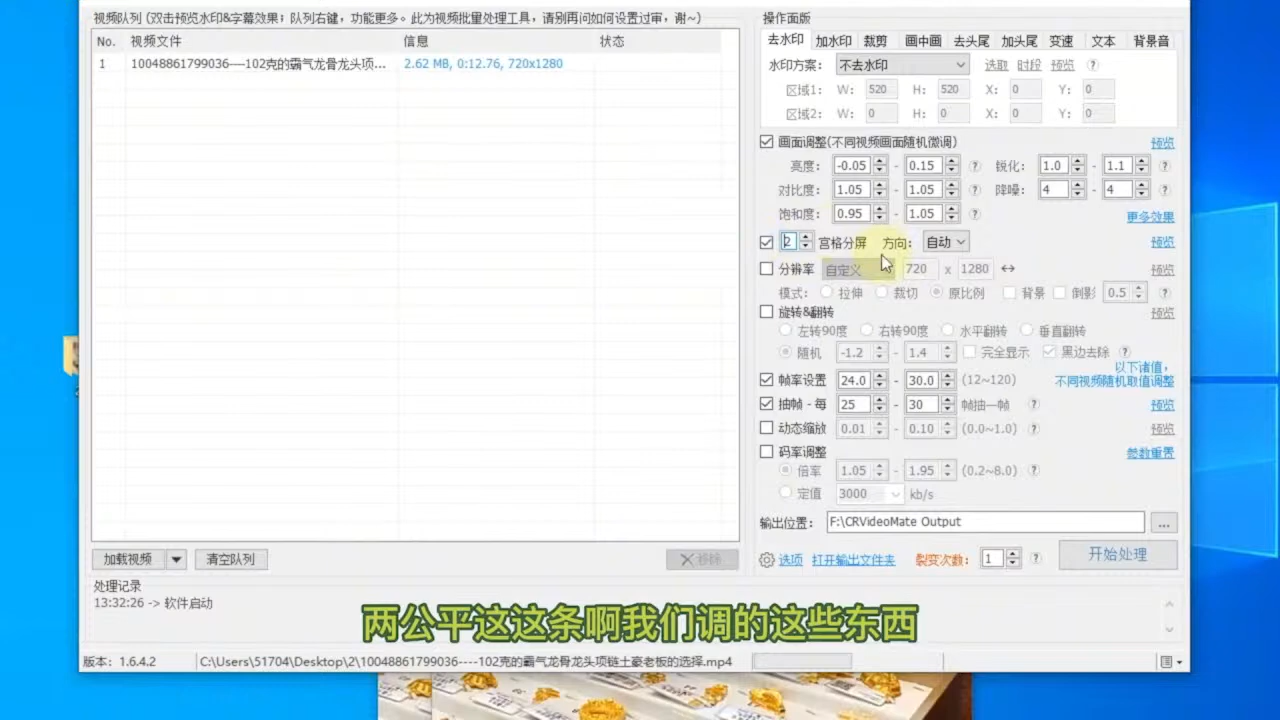 视频队列 (双击预览水印&字幕效果；队列右键，功能更多。此为视频批量处理工具，请别再问如何设置过审，谢~)
No. 视频文件 信息 状态
1 10048861799036----102克的霸气龙骨龙头项... 2.62 MB, 0:12.76, 720x1280
加载视频 清空队列 移除
处理记录
13:32:26 -> 软件启动
操作面版
去水印 加水印 裁剪 画中画 去头尾 加头尾 变速 文本 背景音
水印方案: 不去水印 选取 时段 预览 ?
区域1: W: 520 H: 520 X: 0 Y: 0
区域2: W: 0 H: 0 X: 0 Y: 0
画面调整(不同视频画面随机微调) 预览
亮度: -0.05 - 0.15 ? 锐化: 1.0 - 1.1 ?
对比度: 1.05 - 1.05 ? 降噪: 4 - 4 ?
饱和度: 0.95 - 1.05 ? 更多效果
2 宫格分屏 方向: 自动 预览
分辨率 自定义 720 x 1280 预览
模式: 拉伸 裁切 原比例 背景 倒影 0.5 ?
旋转&翻转 预览
左转90度 右转90度 水平翻转 垂直翻转
随机 -1.2 - 1.4 完全显示 黑边去除 ?
以下诸值，
帧率设置 24.0 - 30.0 (12~120) 不同视频随机取值调整
抽帧 - 每 25 - 30 帧抽一帧 ? 预览
动态缩放 0.01 - 0.10 (0.0~1.0) ? 预览
码率调整 参数重置
倍率 1.05 - 1.95 (0.2~8.0) ?
定值 3000 kb/s
输出位置: F:\CRVideoMate Output ...
选项 打开输出文件夹 裂变次数: 1 ? 开始处理
两公平这这条啊我们调的这些东西
版本: 1.6.4.2 C:\Users\51704\Desktop\2\10048861799036----102克的霸气龙骨龙头项链土豪老板的选择.mp4